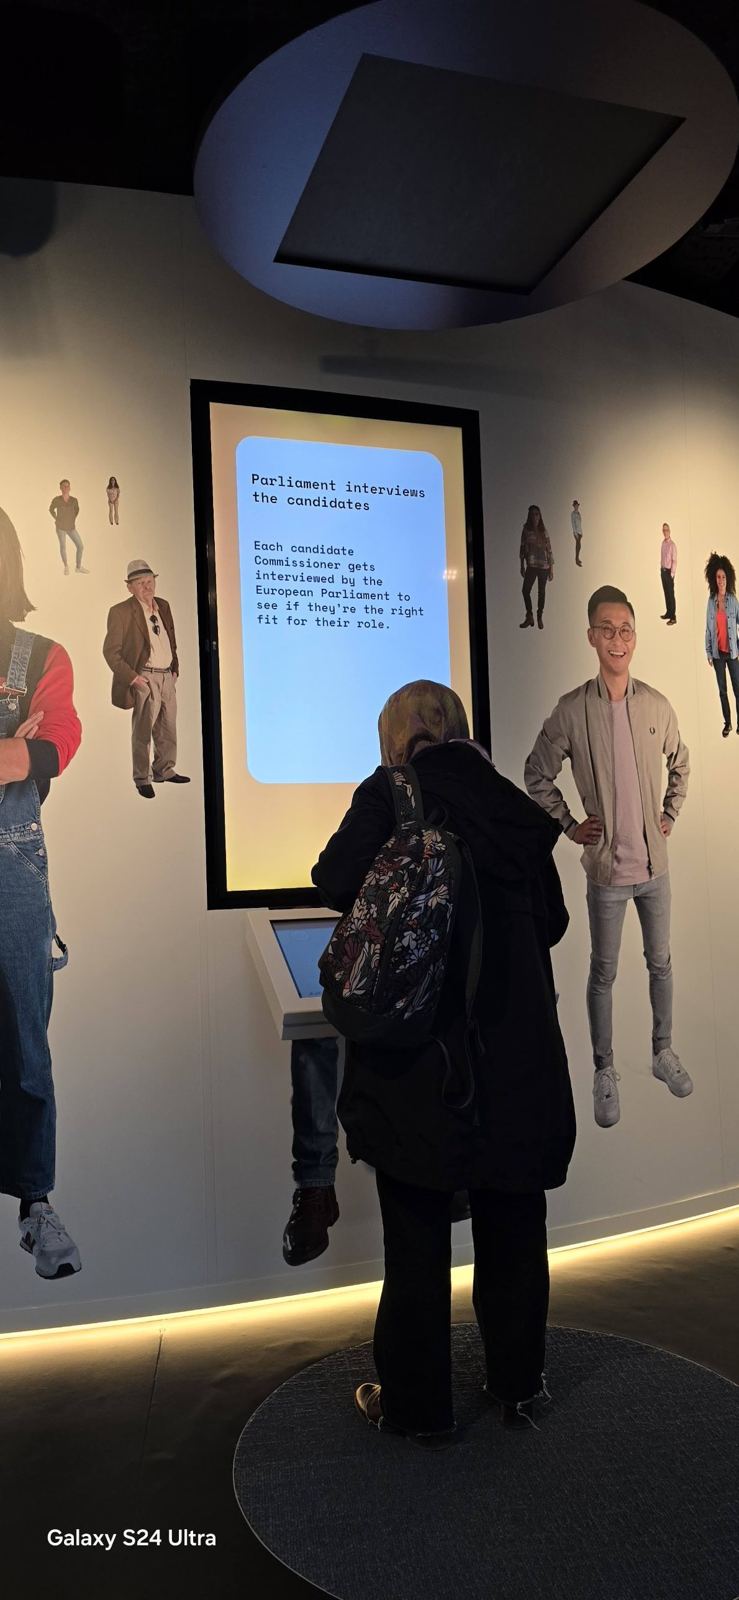 Parliament interviews
the candidates
Each candidate
Commissioner gets
interviewed by the
European Parliament to
see if they're the right
fit for their role.
Galaxy S24 Ultra